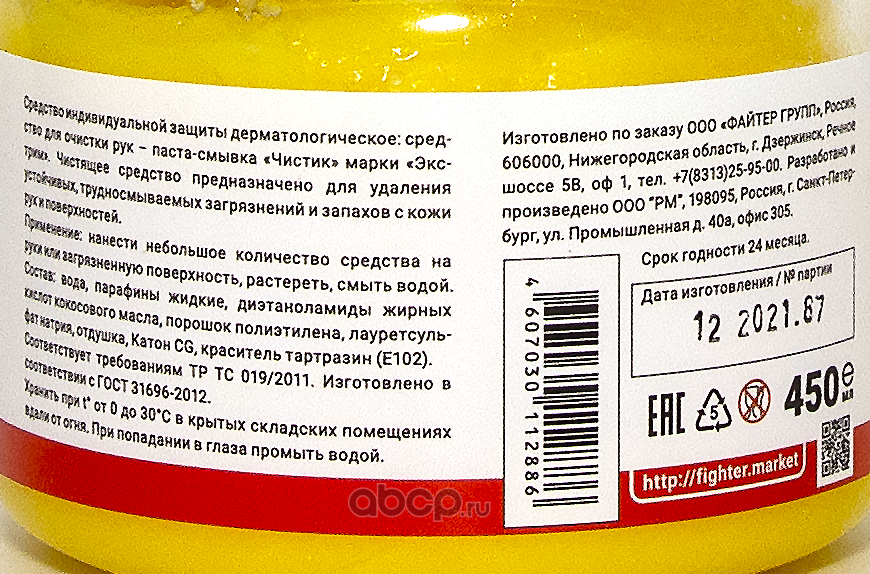 Средство индивидуальной защиты дерматологическое: сред-
ство для очистки рук – паста-смывка «Чистик» марки «Экс-
трим». Чистящее средство предназначено для удаления
устойчивых, трудносмываемых загрязнений и запахов с кожи
рук и поверхностей.
Применение: нанести небольшое количество средства на
руки или загрязненную поверхность, растереть, смыть водой.
Состав: вода, парафины жидкие, диэтаноламиды жирных
кислот кокосового масла, порошок полиэтилена, лауретсуль-
фат натрия, отдушка, Катон CG, краситель тартразин (Е102).
Соответствует требованиям ТР ТС 019/2011. Изготовлено в
соответствии с ГОСТ 31696-2012.
Хранить при t° от 0 до 30°С в крытых складских помещениях
вдали от огня. При попадании в глаза промыть водой.
Изготовлено по заказу ООО «ФАЙТЕР ГРУПП», Россия,
606000, Нижегородская область, г. Дзержинск, Речное
шоссе 5В, оф 1, тел. +7(8313)25-95-00. Разработано и
произведено ООО "РМ", 198095, Россия, г. Санкт-Петер-
бург, ул. Промышленная д. 40а, офис 305.
Срок годности 24 месяца.
Дата изготовления / № партии
12 2021.87
4 607030 112886
EAC 5 450 мл e
http://fighter.market
abcp.ru